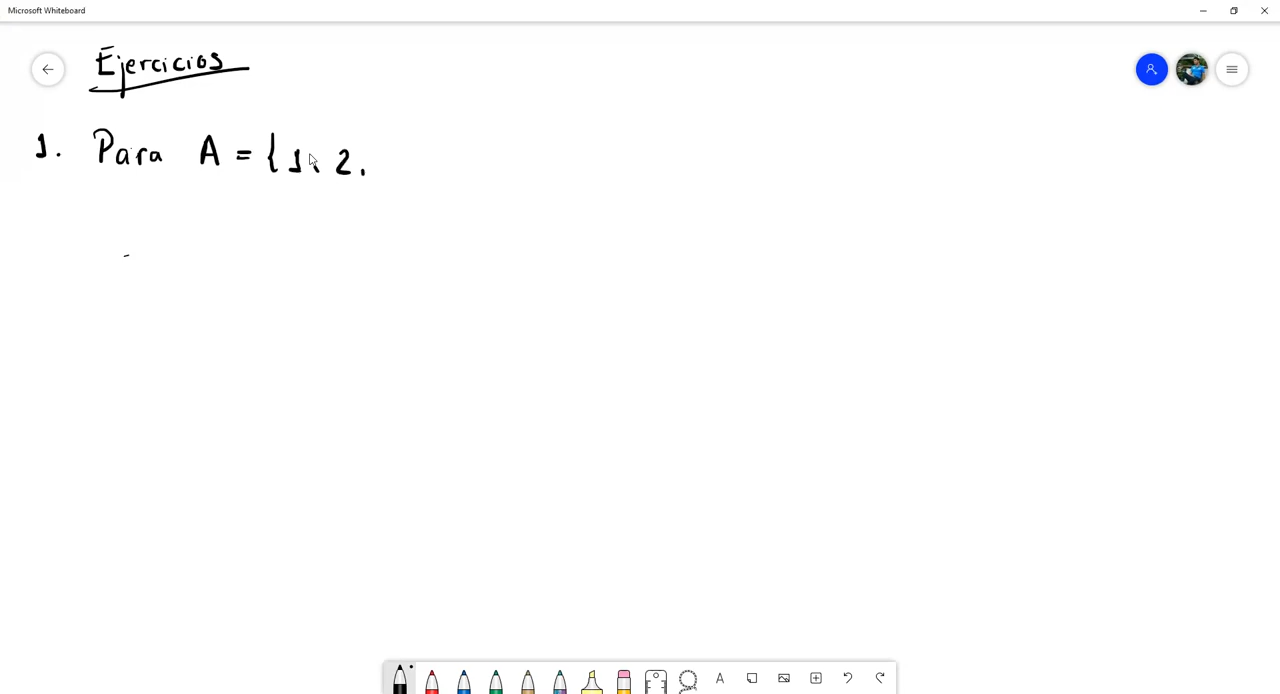 Microsoft Whiteboard
Ejercicios
1. Para A = {1, 2,
A